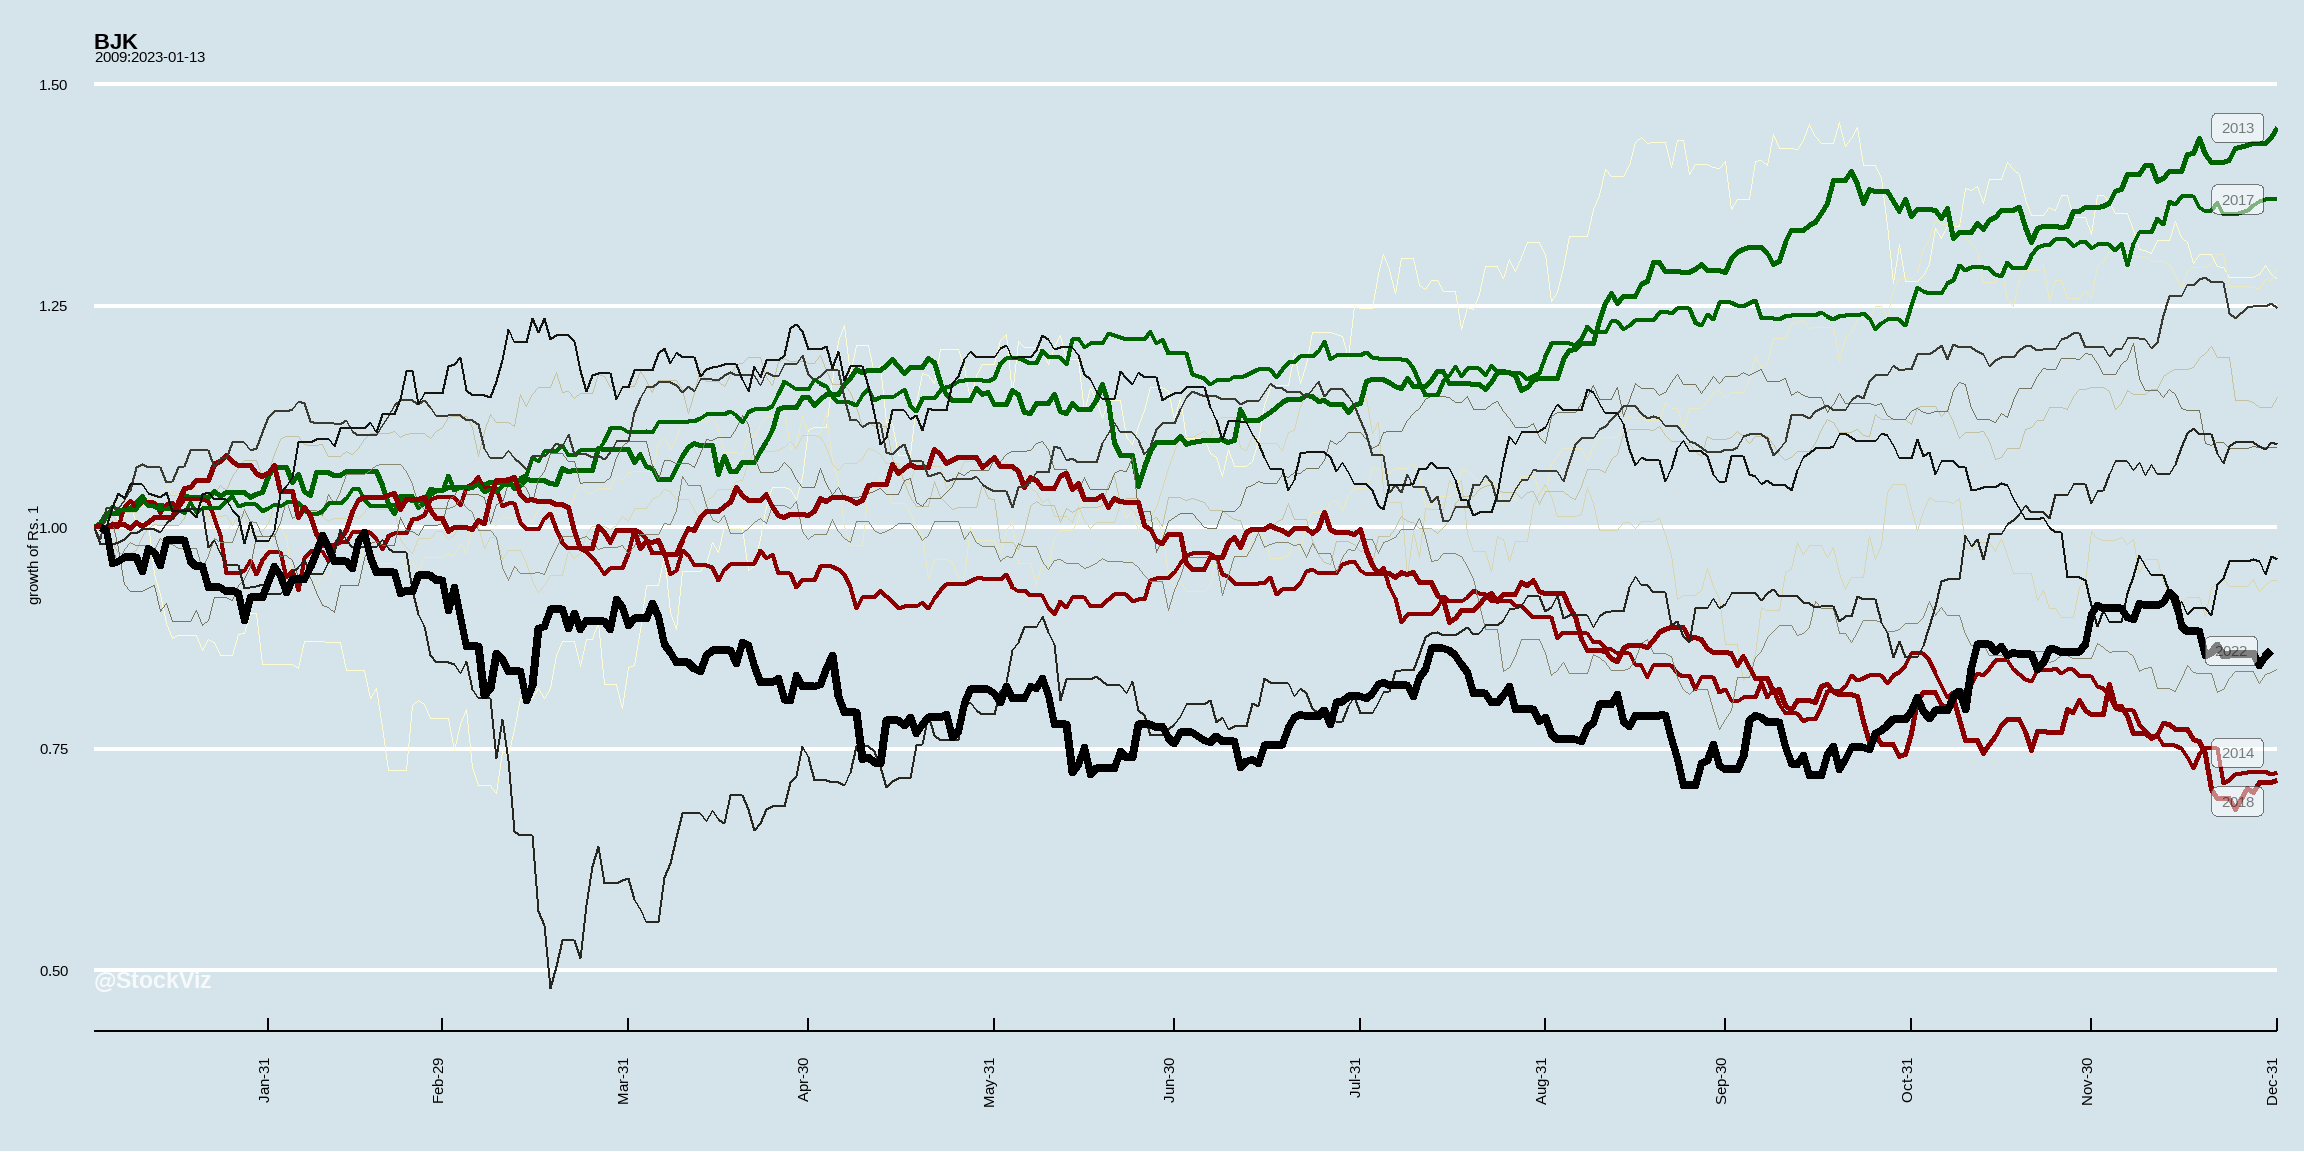 BJK
2009:2023-01-13
1.50
1.25
1.00
0.75
0.50
growth of Rs. 1
2013
2017
2022
2014
2018
@StockViz
Jan-31
Feb-29
Mar-31
Apr-30
May-31
Jun-30
Jul-31
Aug-31
Sep-30
Oct-31
Nov-30
Dec-31